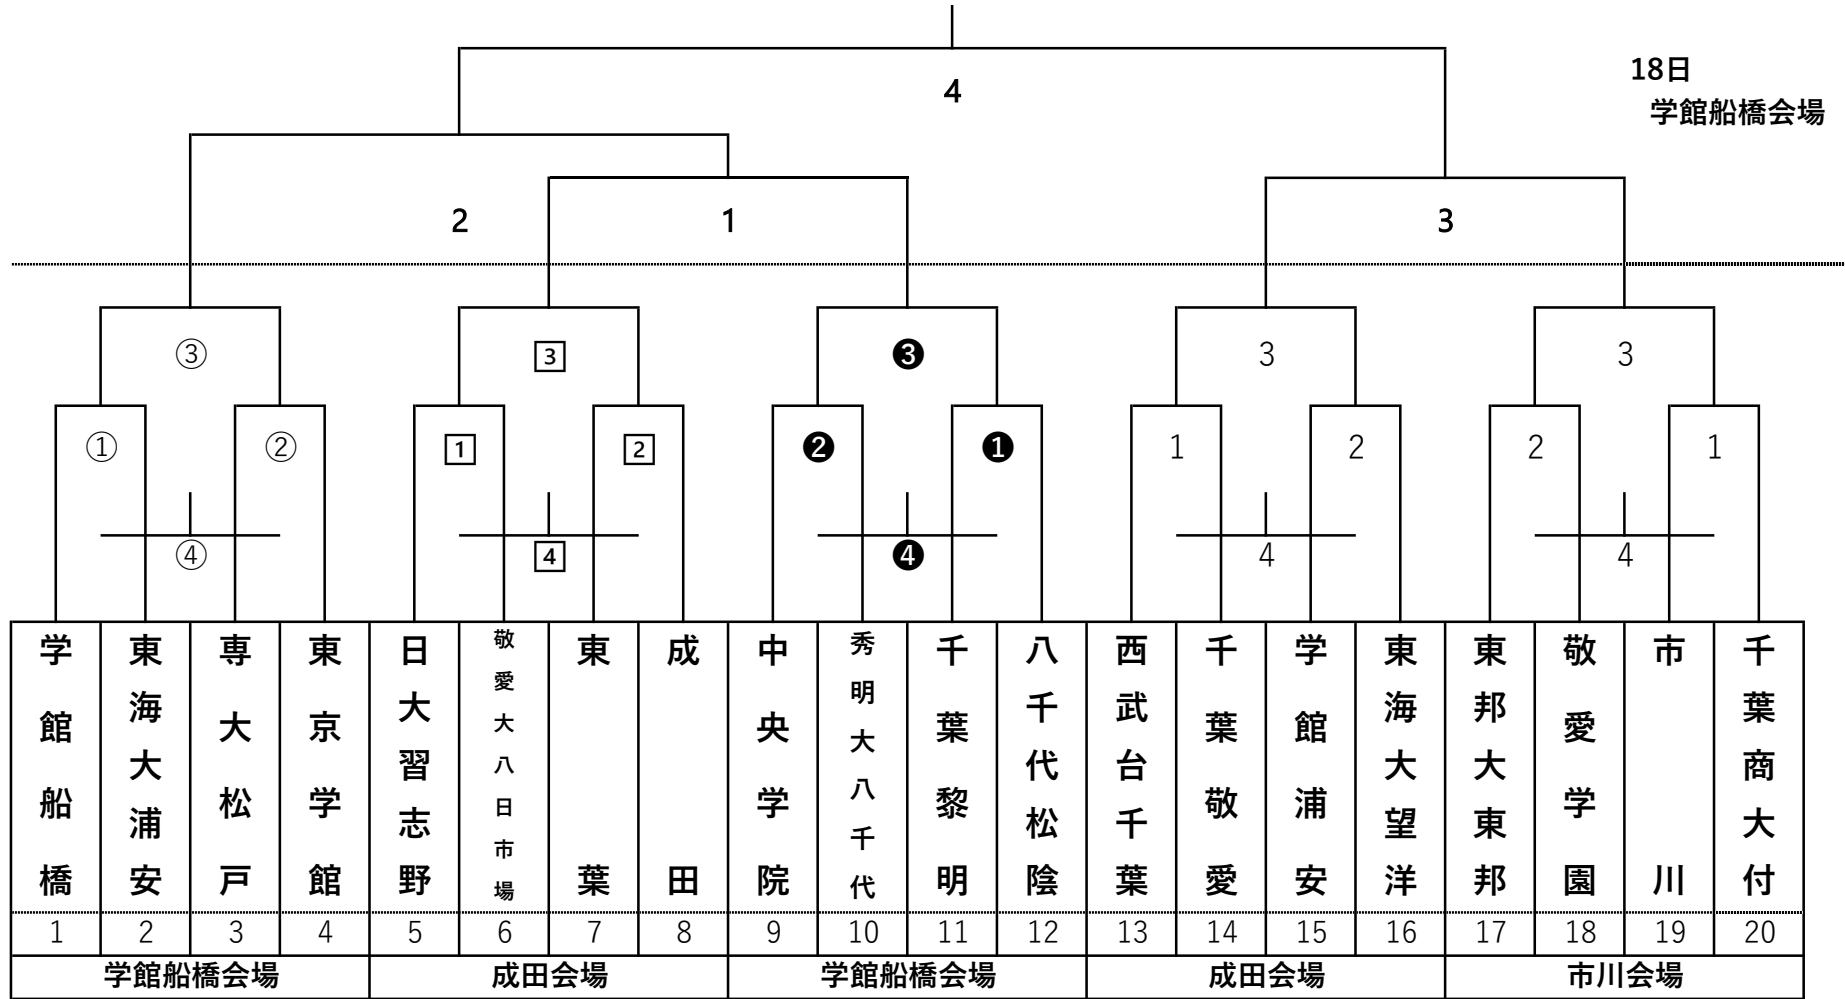 18日
学館船橋会場
4
2 1 3
③ 3 ❸ 3 3
① ② 1 2 ❷ ❶ 1 2 2 1
④ 4 ❹ 4 4
学館船橋
東海大浦安
専大松戸
東京学館
日大習志野
敬愛大八日市場
東葉
成田
中央学院
秀明大八千代
千葉黎明
八千代松陰
西武台千葉
千葉敬愛
学館浦安
東海大望洋
東邦大東邦
敬愛学園
市川
千葉商大付
1 2 3 4 5 6 7 8 9 10 11 12 13 14 15 16 17 18 19 20
学館船橋会場 成田会場 学館船橋会場 成田会場 市川会場